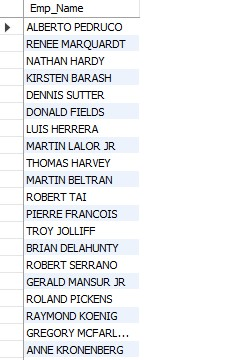 Emp_Name
ALBERTO PEDRUCO
RENEE MARQUARDT
NATHAN HARDY
KIRSTEN BARASH
DENNIS SUTTER
DONALD FIELDS
LUIS HERRERA
MARTIN LALOR JR
THOMAS HARVEY
MARTIN BELTRAN
ROBERT TAI
PIERRE FRANCOIS
TROY JOLLIFF
BRIAN DELAHUNTY
ROBERT SERRANO
GERALD MANSUR JR
ROLAND PICKENS
RAYMOND KOENIG
GREGORY MCFARL...
ANNE KRONENBERG